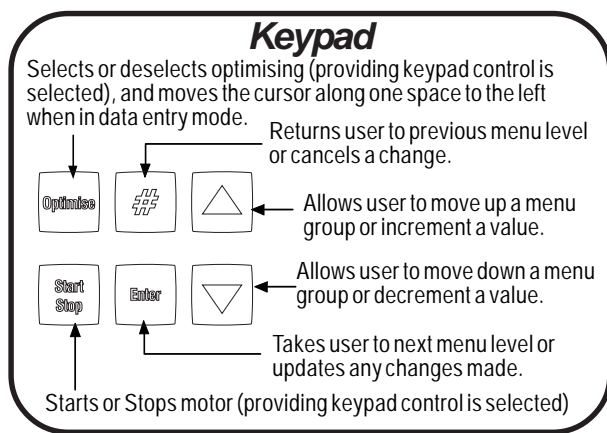 Keypad
Selects or deselects optimising (providing keypad control is
selected), and moves the cursor along one space to the left
when in data entry mode.
Returns user to previous menu level
or cancels a change.
Optimise
#
Allows user to move up a menu
group or increment a value.
Start
Stop
Enter
Allows user to move down a menu
group or decrement a value.
Takes user to next menu level or
updates any changes made.
Starts or Stops motor (providing keypad control is selected)